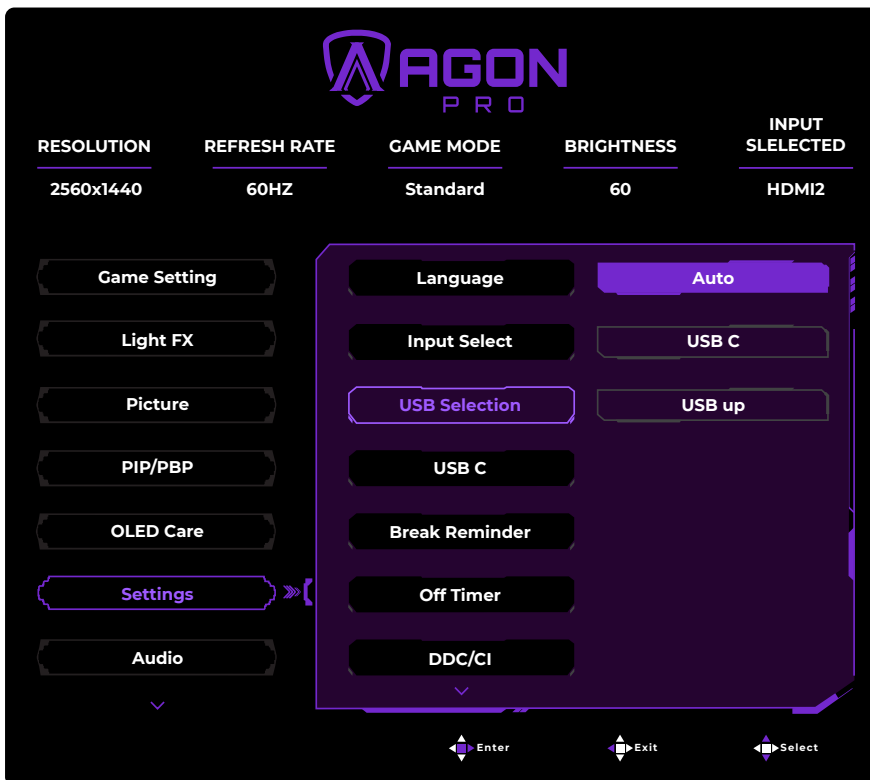 AGON
PRO
RESOLUTION
REFRESH RATE
GAME MODE
BRIGHTNESS
INPUT
SLELECTED
2560x1440
60HZ
Standard
60
HDMI2
Game Setting
Light FX
Picture
PIP/PBP
OLED Care
Settings
Audio
Language
Input Select
USB Selection
USB C
Break Reminder
Off Timer
DDC/CI
Auto
USB C
USB up
Enter
Exit
Select